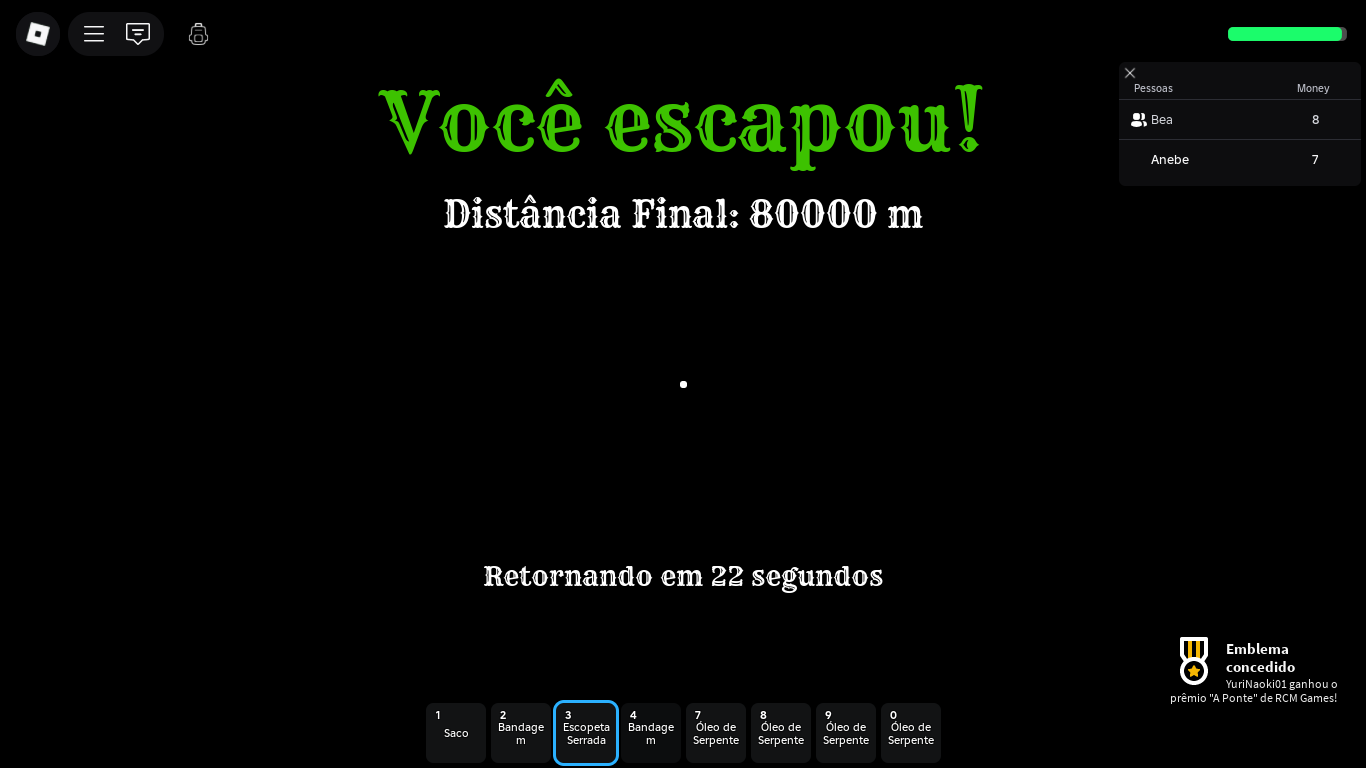 Você escapou!
Distância Final: 80000 m
Pessoas Money
Bea 8
Anebe 7
Retornando em 22 segundos
Emblema
concedido
YuriNaoki01 ganhou o
prêmio "A Ponte" de RCM Games!
1
Saco
2
Bandage
m
3
Escopeta
Serrada
4
Bandage
m
7
Óleo de
Serpente
8
Óleo de
Serpente
9
Óleo de
Serpente
0
Óleo de
Serpente